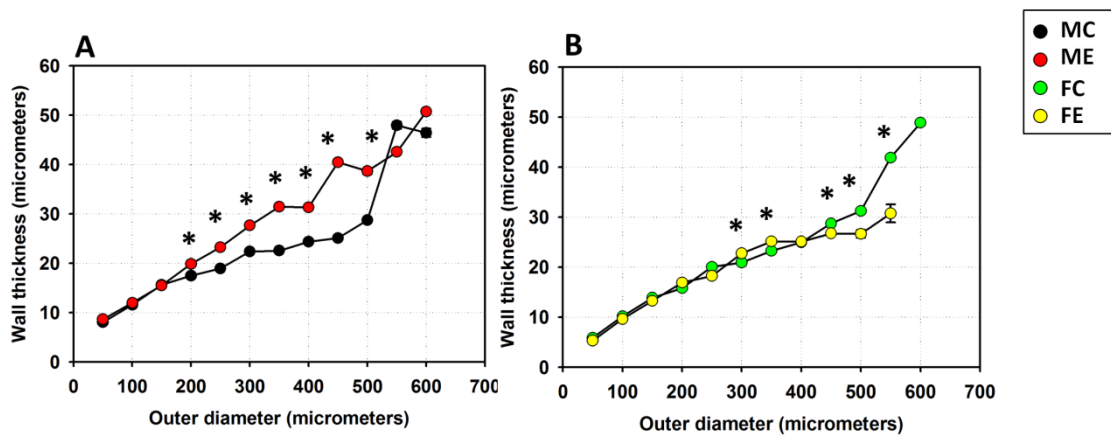 A
Wall thickness (micrometers)
60
50
40
30
20
10
0
* * * * * * *
0 100 200 300 400 500 600 700
Outer diameter (micrometers)
B
Wall thickness (micrometers)
60
50
40
30
20
10
0
* * * * *
0 100 200 300 400 500 600 700
Outer diameter (micrometers)
MC
ME
FC
FE